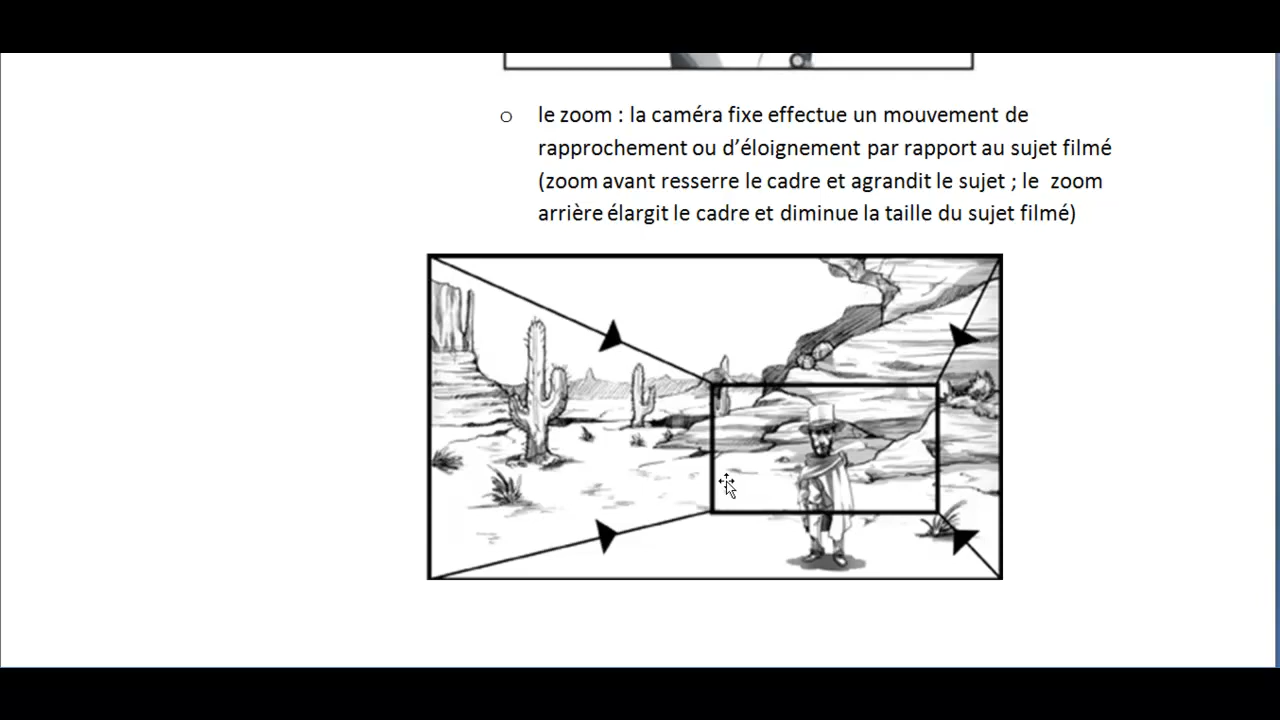 o le zoom : la caméra fixe effectue un mouvement de
rapprochement ou d’éloignement par rapport au sujet filmé
(zoom avant resserre le cadre et agrandit le sujet ; le  zoom
arrière élargit le cadre et diminue la taille du sujet filmé)